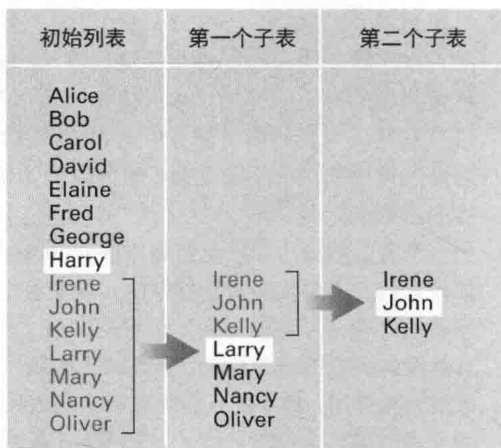 初始列表
第一个子表
第二个子表
Alice
Bob
Carol
David
Elaine
Fred
George
Harry
Irene
John
Kelly
Larry
Mary
Nancy
Oliver
Irene
John
Kelly
Larry
Mary
Nancy
Oliver
Irene
John
Kelly